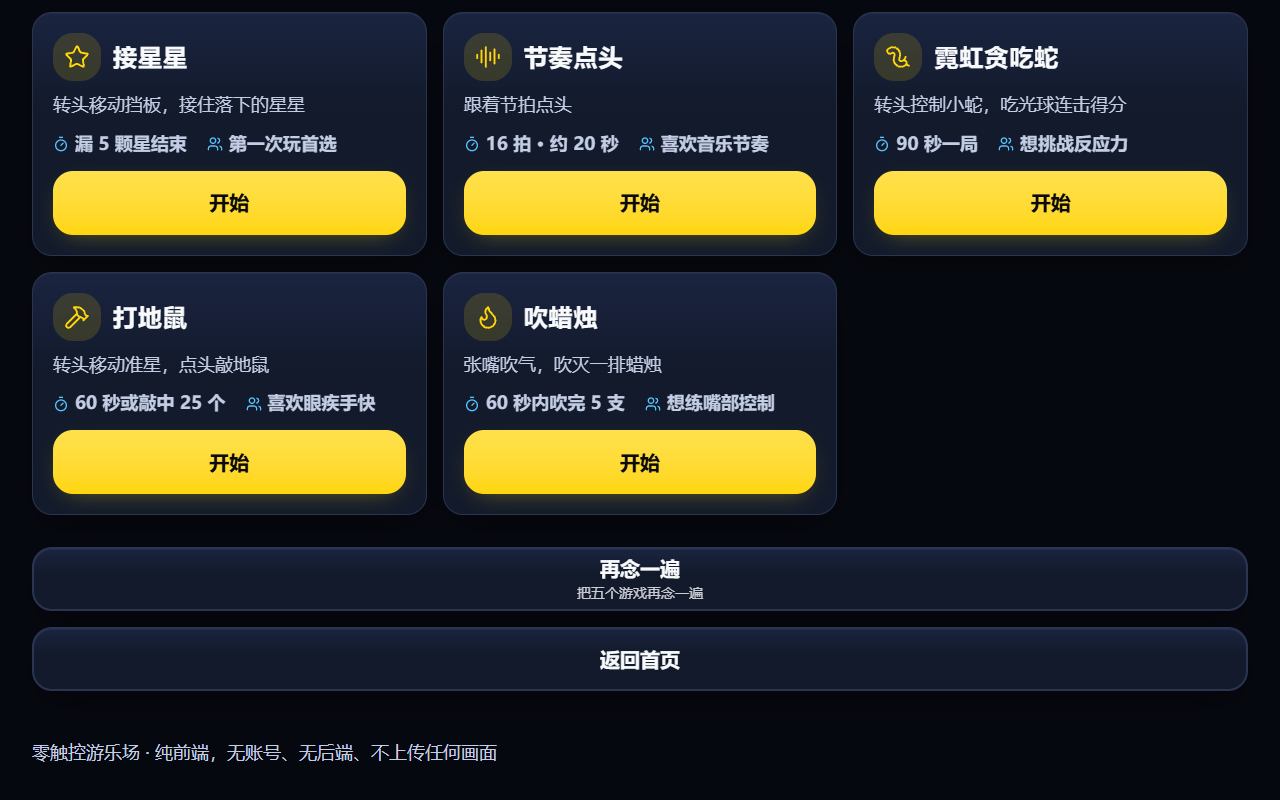 接星星
转头移动挡板，接住落下的星星
漏 5 颗星结束 第一次玩首选
开始
节奏点头
跟着节拍点头
16 拍 • 约 20 秒 喜欢音乐节奏
开始
霓虹贪吃蛇
转头控制小蛇，吃光球连击得分
90 秒一局 想挑战反应力
开始
打地鼠
转头移动准星，点头敲地鼠
60 秒或敲中 25 个 喜欢眼疾手快
开始
吹蜡烛
张嘴吹气，吹灭一排蜡烛
60 秒内吹完 5 支 想练嘴部控制
开始
再念一遍
把五个游戏再念一遍
返回首页
零触控游乐场 · 纯前端，无账号、无后端、不上传任何画面